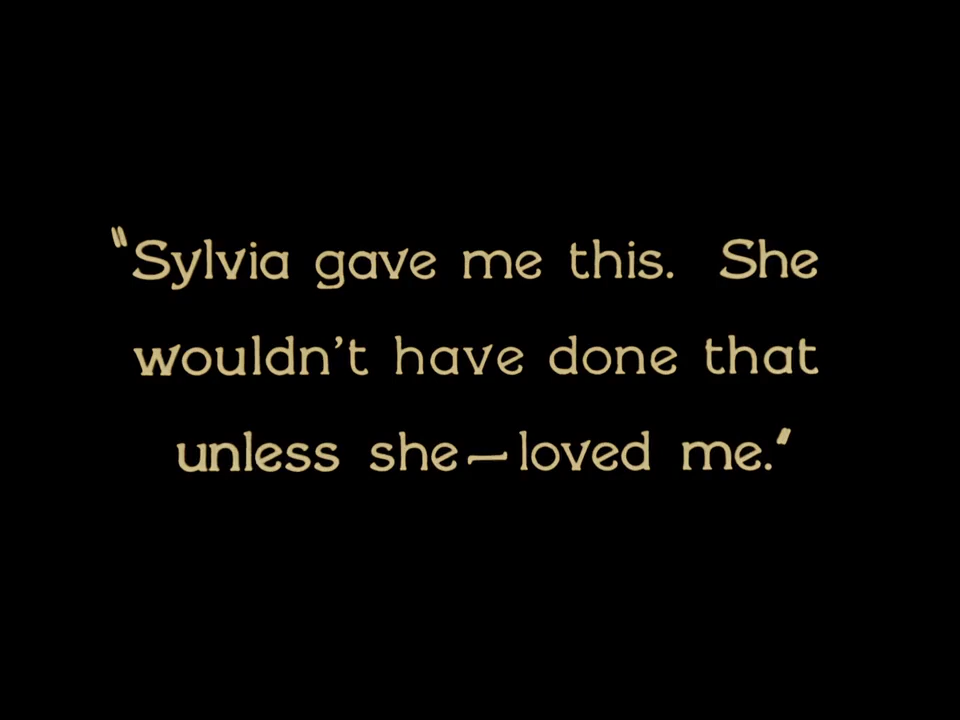 "Sylvia gave me this. She
wouldn't have done that
unless she—loved me."